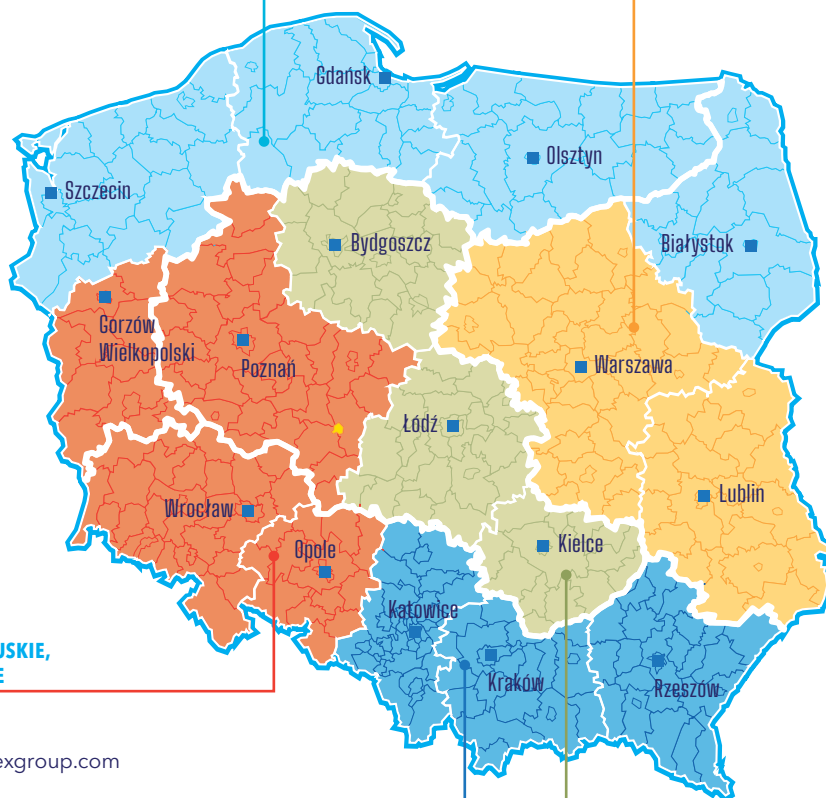 Gdańsk
Olsztyn
Szczecin
Bydgoszcz
Białystok
Gorzów
Wielkopolski
Poznań
Warszawa
Łódź
Lublin
Wrocław
Opole
Kielce
Katowice
Kraków
Rzeszów
USKIE,
E
exgroup.com